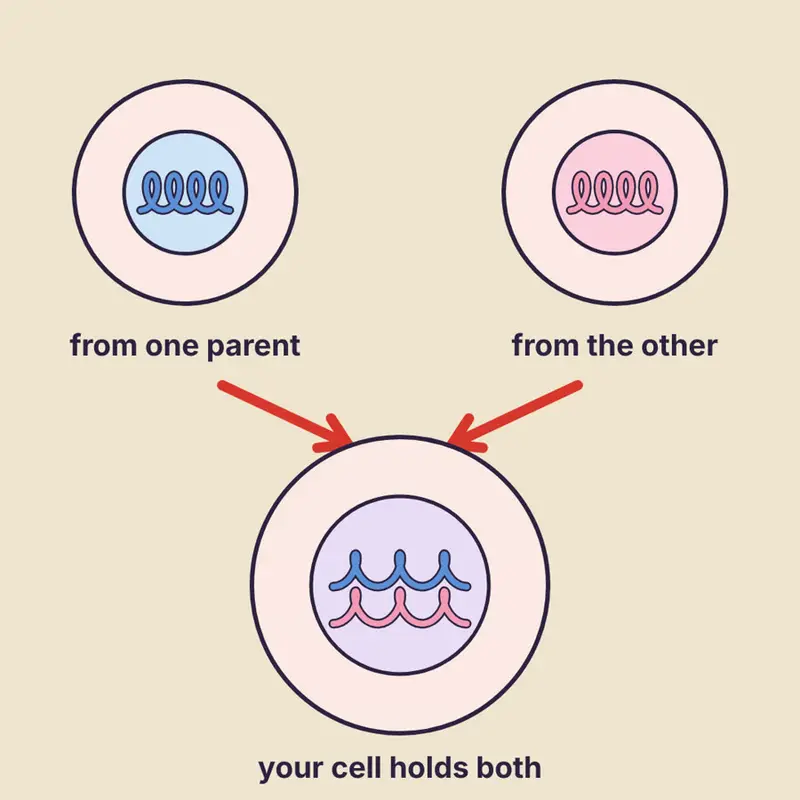 from one parent
from the other
your cell holds both